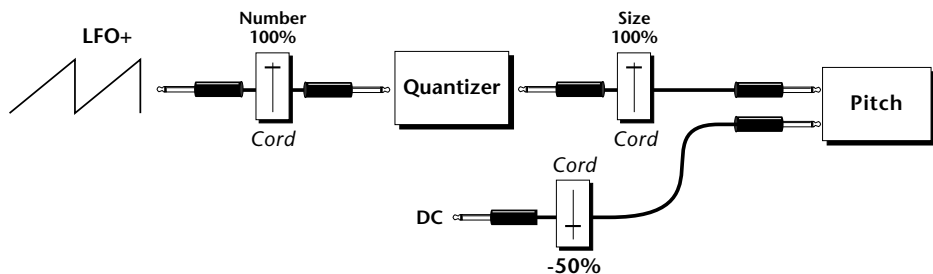 LFO+
Number
100%
Cord
Quantizer
Size
100%
Cord
Pitch
Cord
DC
-50%